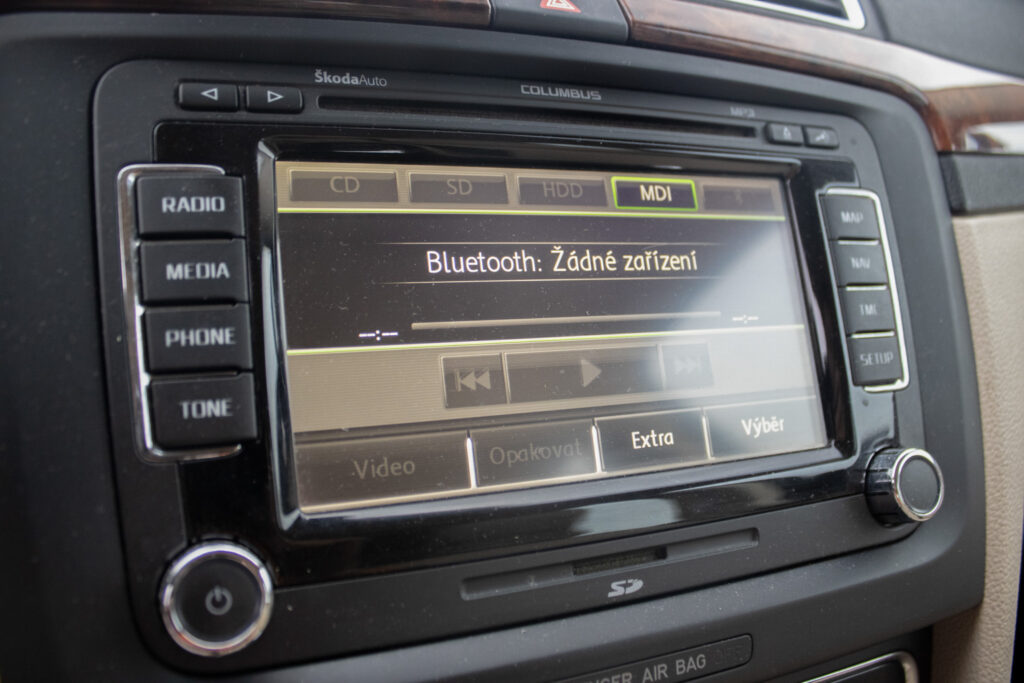 ŠkodaAuto
COLUMBUS
MP3
CD
SD
HDD
MDI
RADIO
MEDIA
PHONE
TONE
Bluetooth: Žádné zařízení
--:--
--:--
Video
Opakovat
Extra
Výběr
MAP
NAV
TMC
SETUP
SD
AIR BAG